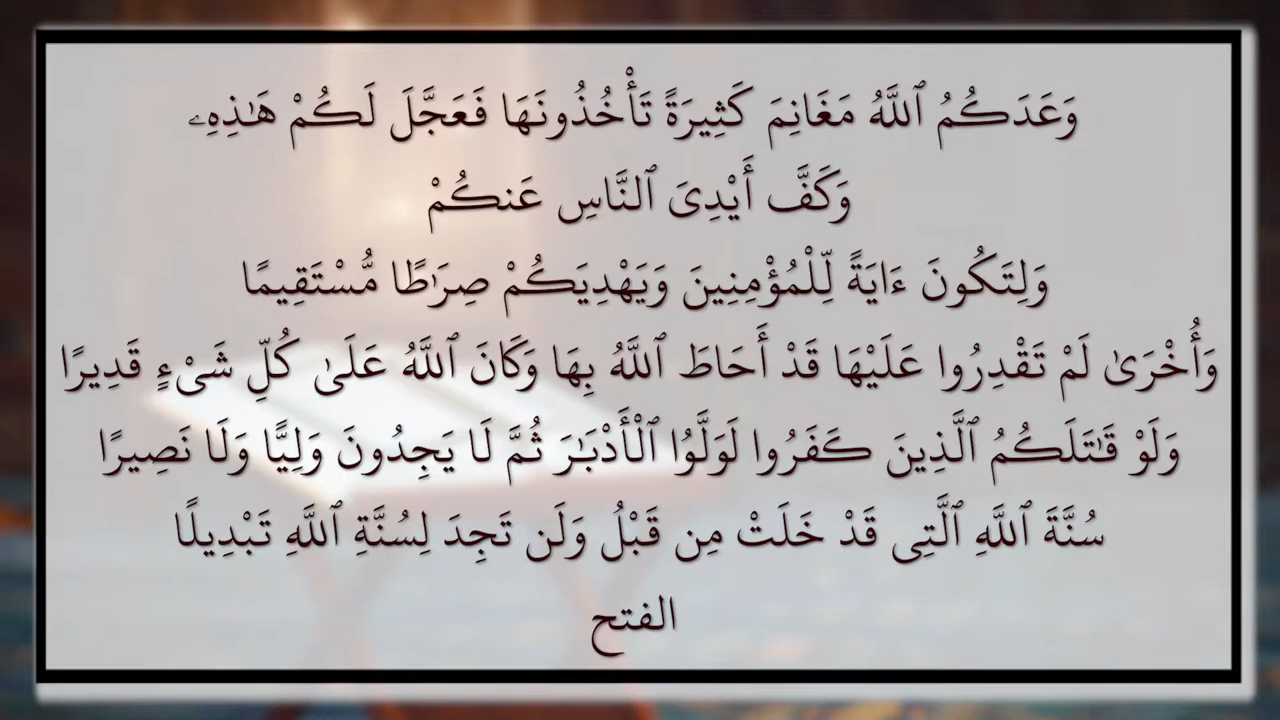 وَعَدَكُمُ ٱللَّهُ مَغَانِمَ كَثِيرَةً تَأْخُذُونَهَا فَعَجَّلَ لَكُمْ هَـٰذِهِۦ
وَكَفَّ أَيْدِىَ ٱلنَّاسِ عَنكُمْ
وَلِتَكُونَ ءَايَةً لِّلْمُؤْمِنِينَ وَيَهْدِيَكُمْ صِرَٰطًا مُّسْتَقِيمًا
وَأُخْرَىٰ لَمْ تَقْدِرُوا عَلَيْهَا قَدْ أَحَاطَ ٱللَّهُ بِهَا وَكَانَ ٱللَّهُ عَلَىٰ كُلِّ شَىْءٍ قَدِيرًا
وَلَوْ قَـٰتَلَكُمُ ٱلَّذِينَ كَفَرُوا لَوَلَّوُا ٱلْأَدْبَـٰرَ ثُمَّ لَا يَجِدُونَ وَلِيًّا وَلَا نَصِيرًا
سُنَّةَ ٱللَّهِ ٱلَّتِى قَدْ خَلَتْ مِن قَبْلُ وَلَن تَجِدَ لِسُنَّةِ ٱللَّهِ تَبْدِيلًا
الفتح